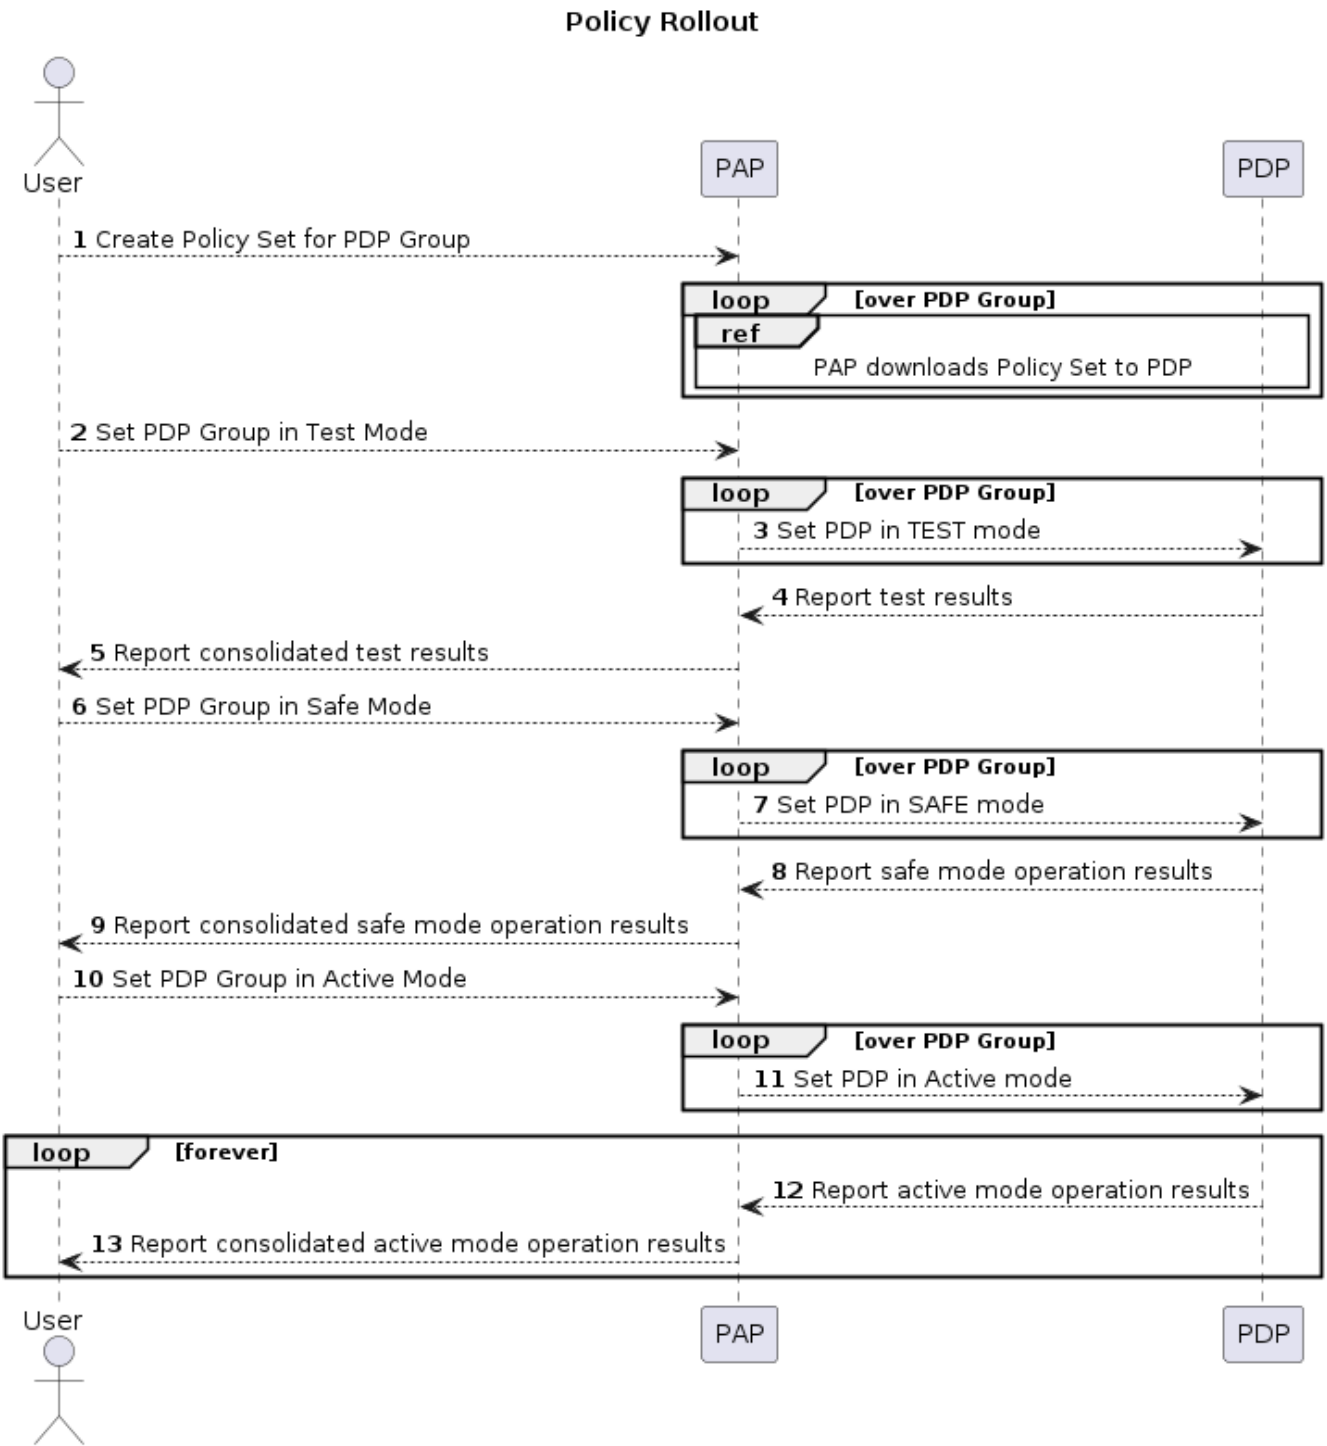 Policy Rollout
User
PAP
PDP
1 Create Policy Set for PDP Group
loop [over PDP Group]
ref
PAP downloads Policy Set to PDP
2 Set PDP Group in Test Mode
loop [over PDP Group]
3 Set PDP in TEST mode
4 Report test results
5 Report consolidated test results
6 Set PDP Group in Safe Mode
loop [over PDP Group]
7 Set PDP in SAFE mode
8 Report safe mode operation results
9 Report consolidated safe mode operation results
10 Set PDP Group in Active Mode
loop [over PDP Group]
11 Set PDP in Active mode
loop [forever]
12 Report active mode operation results
13 Report consolidated active mode operation results
User
PAP
PDP